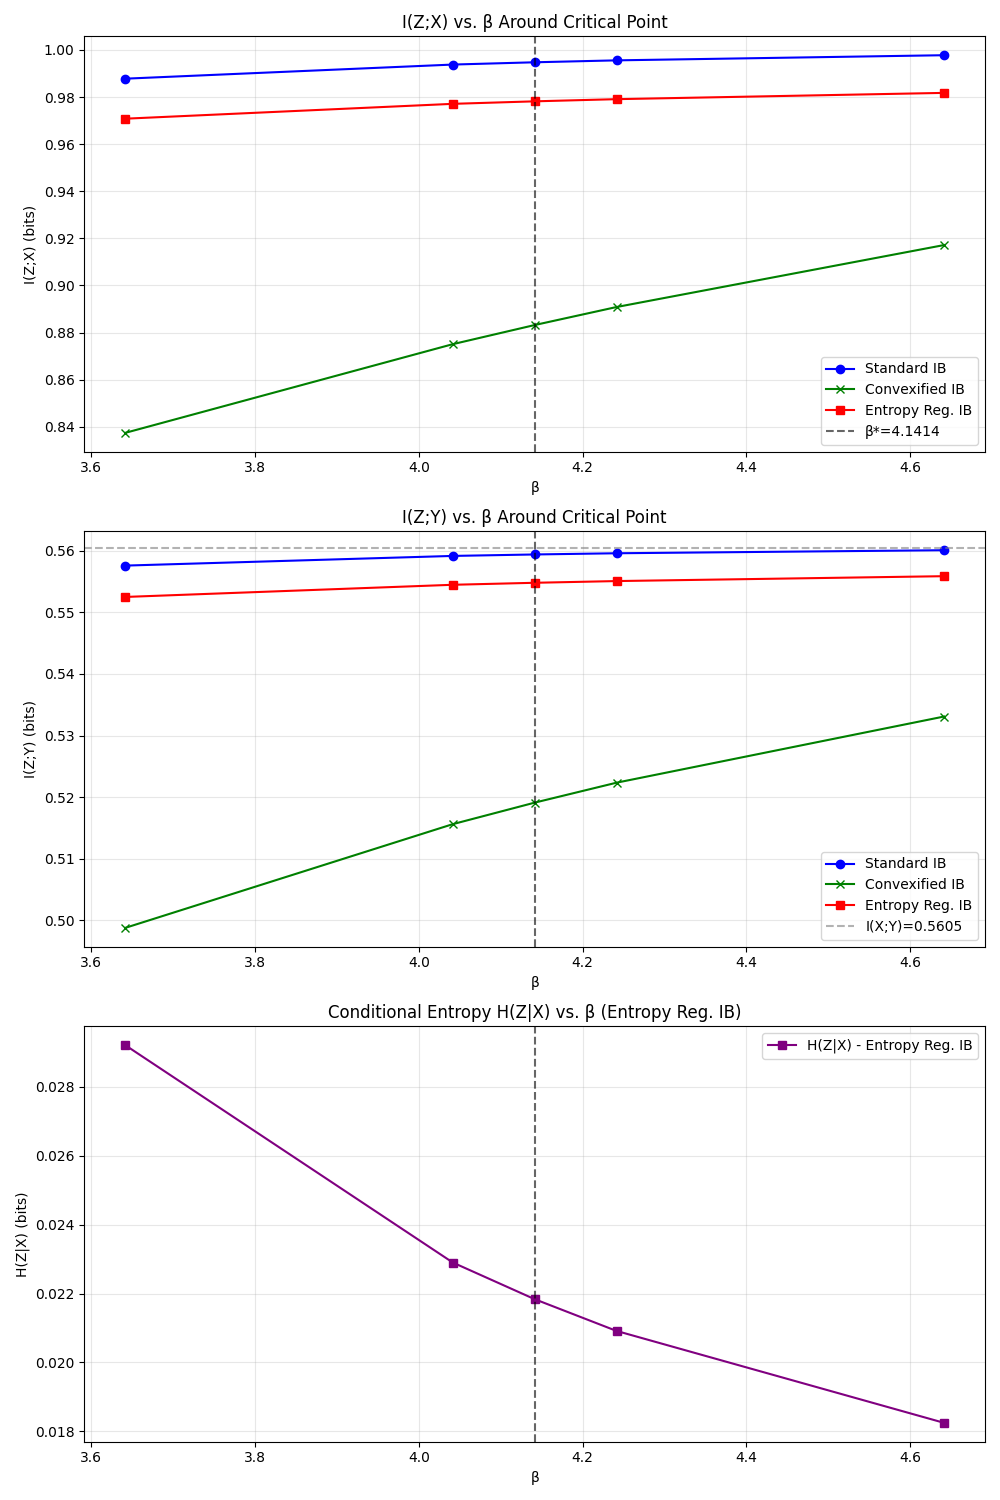 I(Z;X) vs. β Around Critical Point
I(Z;X) (bits)
1.00
0.98
0.96
0.94
0.92
0.90
0.88
0.86
0.84
Standard IB
Convexified IB
Entropy Reg. IB
β*=4.1414
3.6 3.8 4.0 4.2 4.4 4.6
β
I(Z;Y) vs. β Around Critical Point
I(Z;Y) (bits)
0.56
0.55
0.54
0.53
0.52
0.51
0.50
Standard IB
Convexified IB
Entropy Reg. IB
I(X;Y)=0.5605
3.6 3.8 4.0 4.2 4.4 4.6
β
Conditional Entropy H(Z|X) vs. β (Entropy Reg. IB)
H(Z|X) (bits)
H(Z|X) - Entropy Reg. IB
0.028
0.026
0.024
0.022
0.020
0.018
3.6 3.8 4.0 4.2 4.4 4.6
β